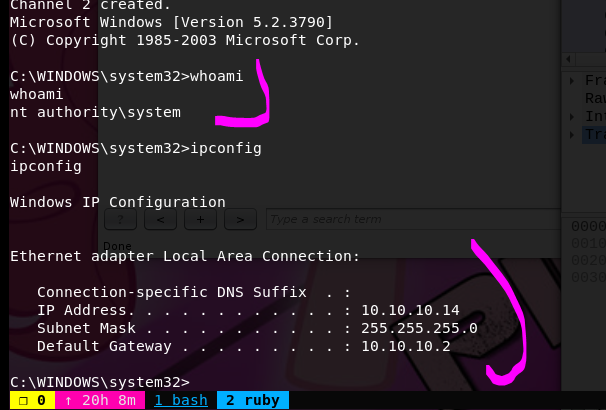 Channel 2 created.
Microsoft Windows [Version 5.2.3790]
(C) Copyright 1985-2003 Microsoft Corp.
C:\WINDOWS\system32>whoami
whoami
nt authority\system
C:\WINDOWS\system32>ipconfig
ipconfig
Windows IP Configuration
? < + > Type a search term
Done
Ethernet adapter Local Area Connection:
Connection-specific DNS Suffix  . :
IP Address. . . . . . . . . . . . : 10.10.10.14
Subnet Mask . . . . . . . . . . . : 255.255.255.0
Default Gateway . . . . . . . . . : 10.10.10.2
C:\WINDOWS\system32>
❐ 0 ↑ 20h 8m 1 bash 2 ruby
Fra
Raw
Int
Tra
0000
0010
0020
0030